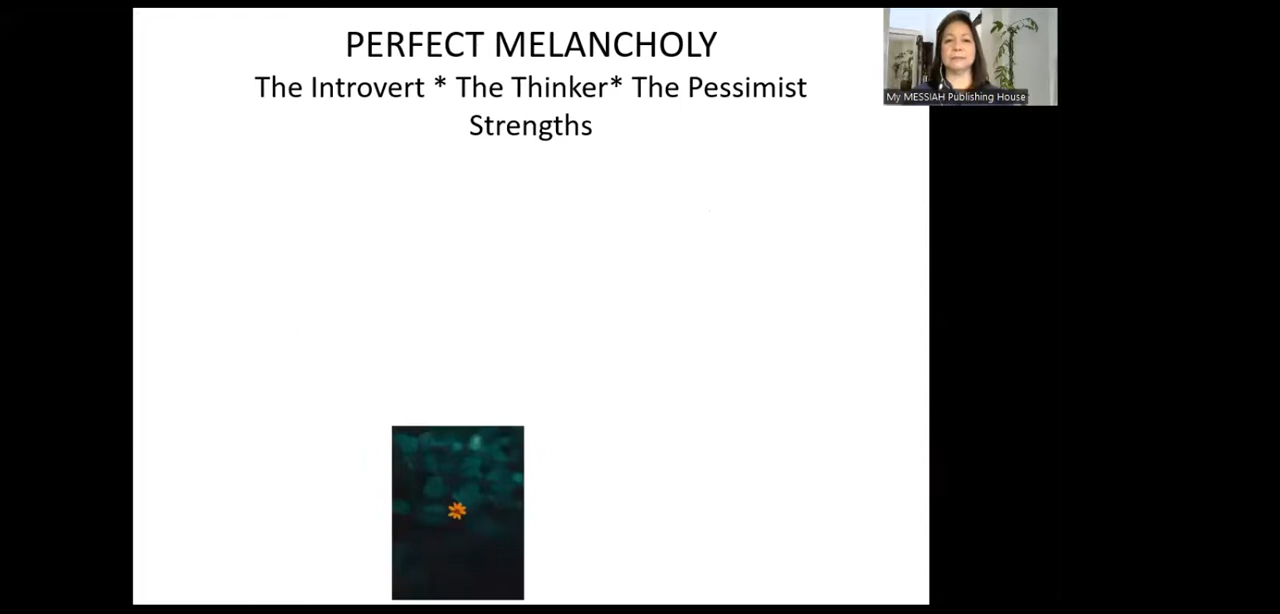 PERFECT MELANCHOLY
The Introvert * The Thinker* The Pessimist
Strengths
My MESSIAH Publishing House